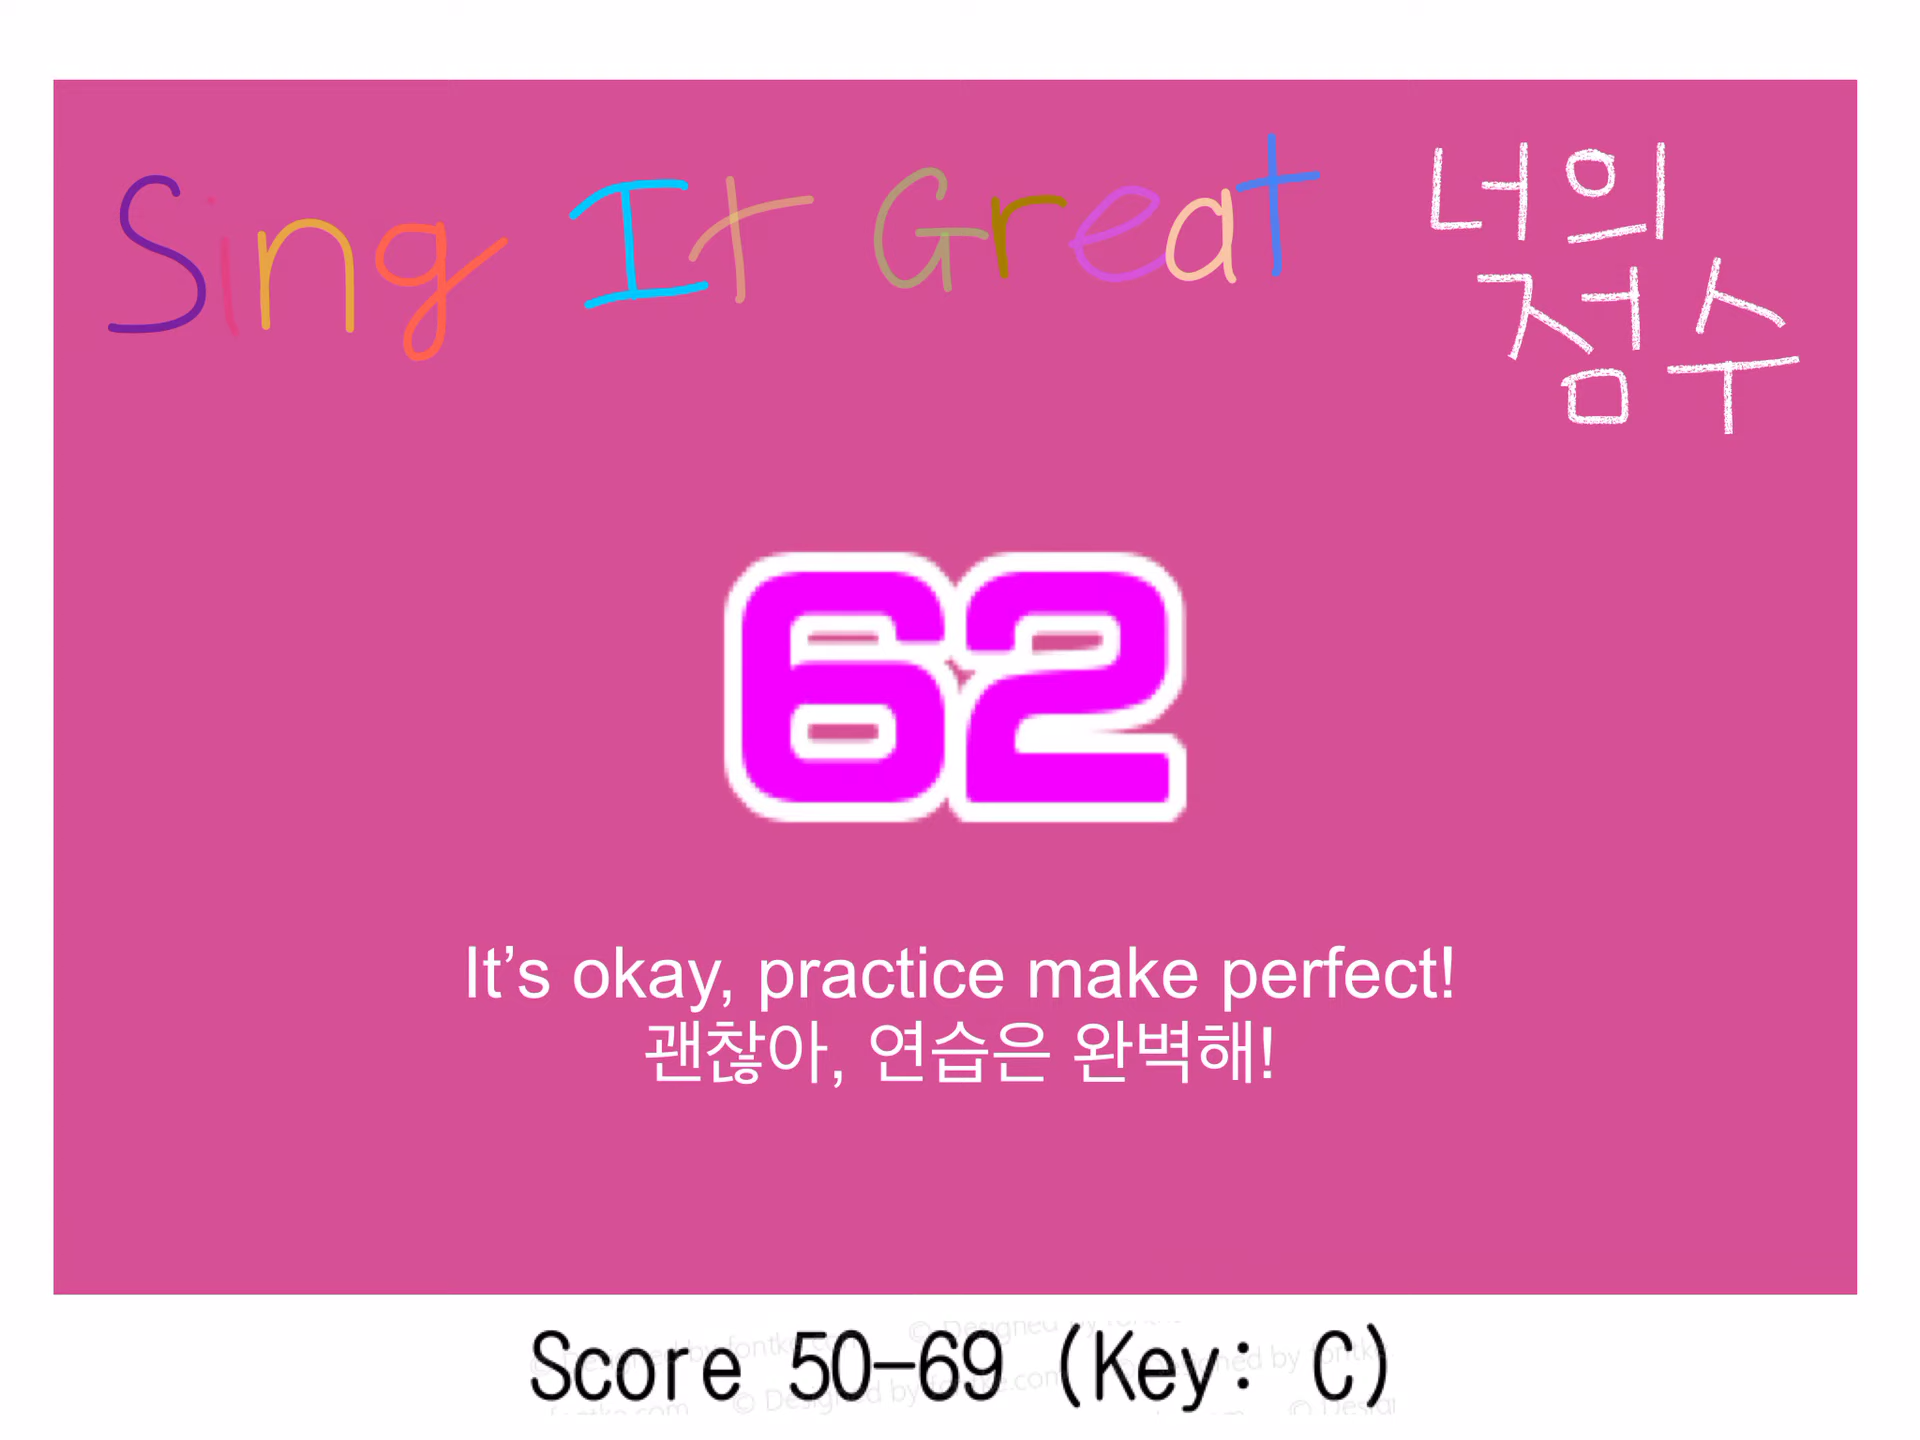 Sing It Great
너의
점수
62
It’s okay, practice make perfect!
괜찮아, 연습은 완벽해!
Score 50-69 (Key: C)